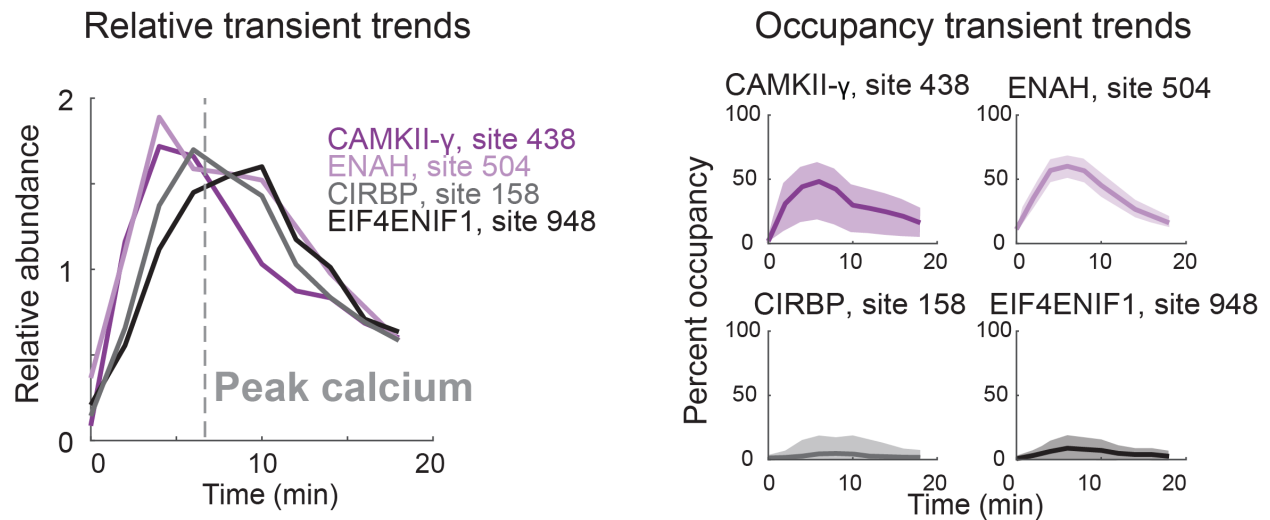 Relative transient trends
Relative abundance
2
1
0
0
10
20
Time (min)
CAMKII-γ, site 438
ENAH, site 504
CIRBP, site 158
EIF4ENIF1, site 948
Peak calcium
Occupancy transient trends
Percent occupancy
CAMKII-γ, site 438
100
50
0
0
10
20
ENAH, site 504
100
50
0
0
10
20
CIRBP, site 158
100
50
0
0
10
20
EIF4ENIF1, site 948
100
50
0
0
10
20
Time (min)